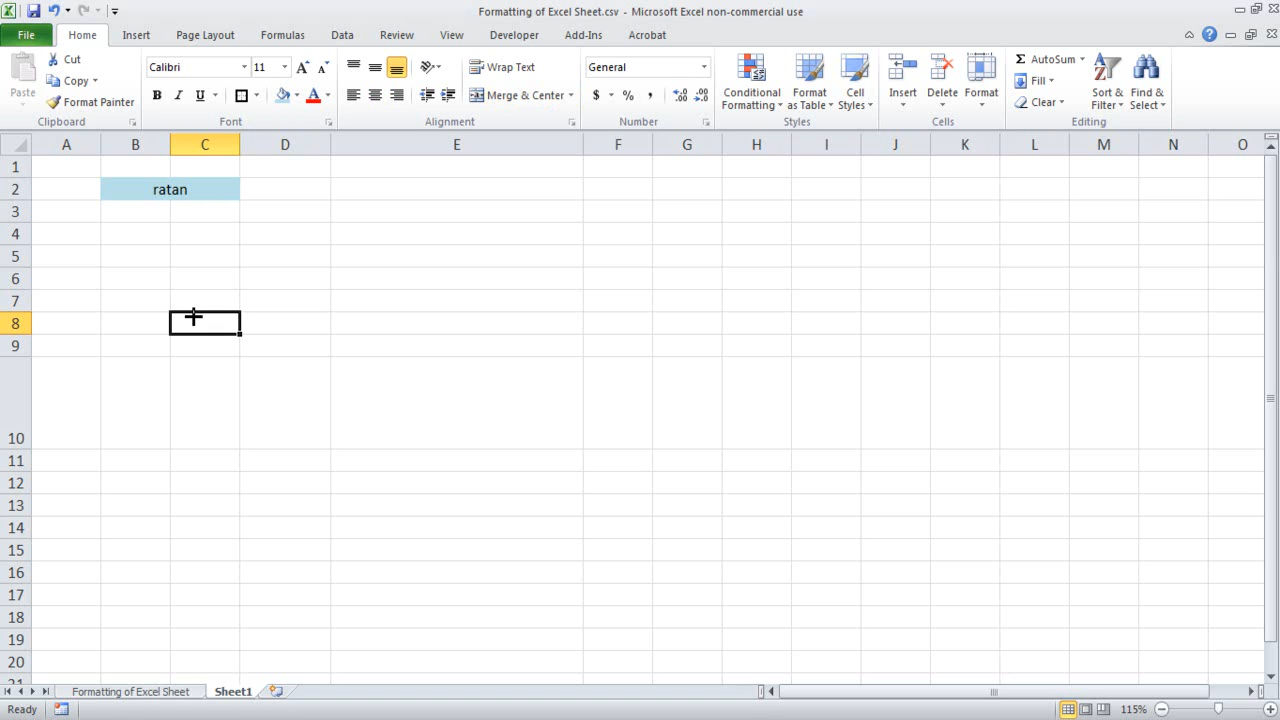 Formatting of Excel Sheet.csv - Microsoft Excel non-commercial use
File Home Insert Page Layout Formulas Data Review View Developer Add-Ins Acrobat
Paste
Cut
Copy
Format Painter
Clipboard
Calibri 11
Font
Wrap Text
Merge & Center
Alignment
General
$ % ,
Number
Conditional Formatting
Format as Table
Cell Styles
Styles
Insert Delete Format
Cells
Σ AutoSum
Fill
Clear
Sort & Filter
Find & Select
Editing
A B C D E F G H I J K L M N O
1
2 ratan
3
4
5
6
7
8
9
10
11
12
13
14
15
16
17
18
19
20
21
Formatting of Excel Sheet Sheet1
Ready 115%